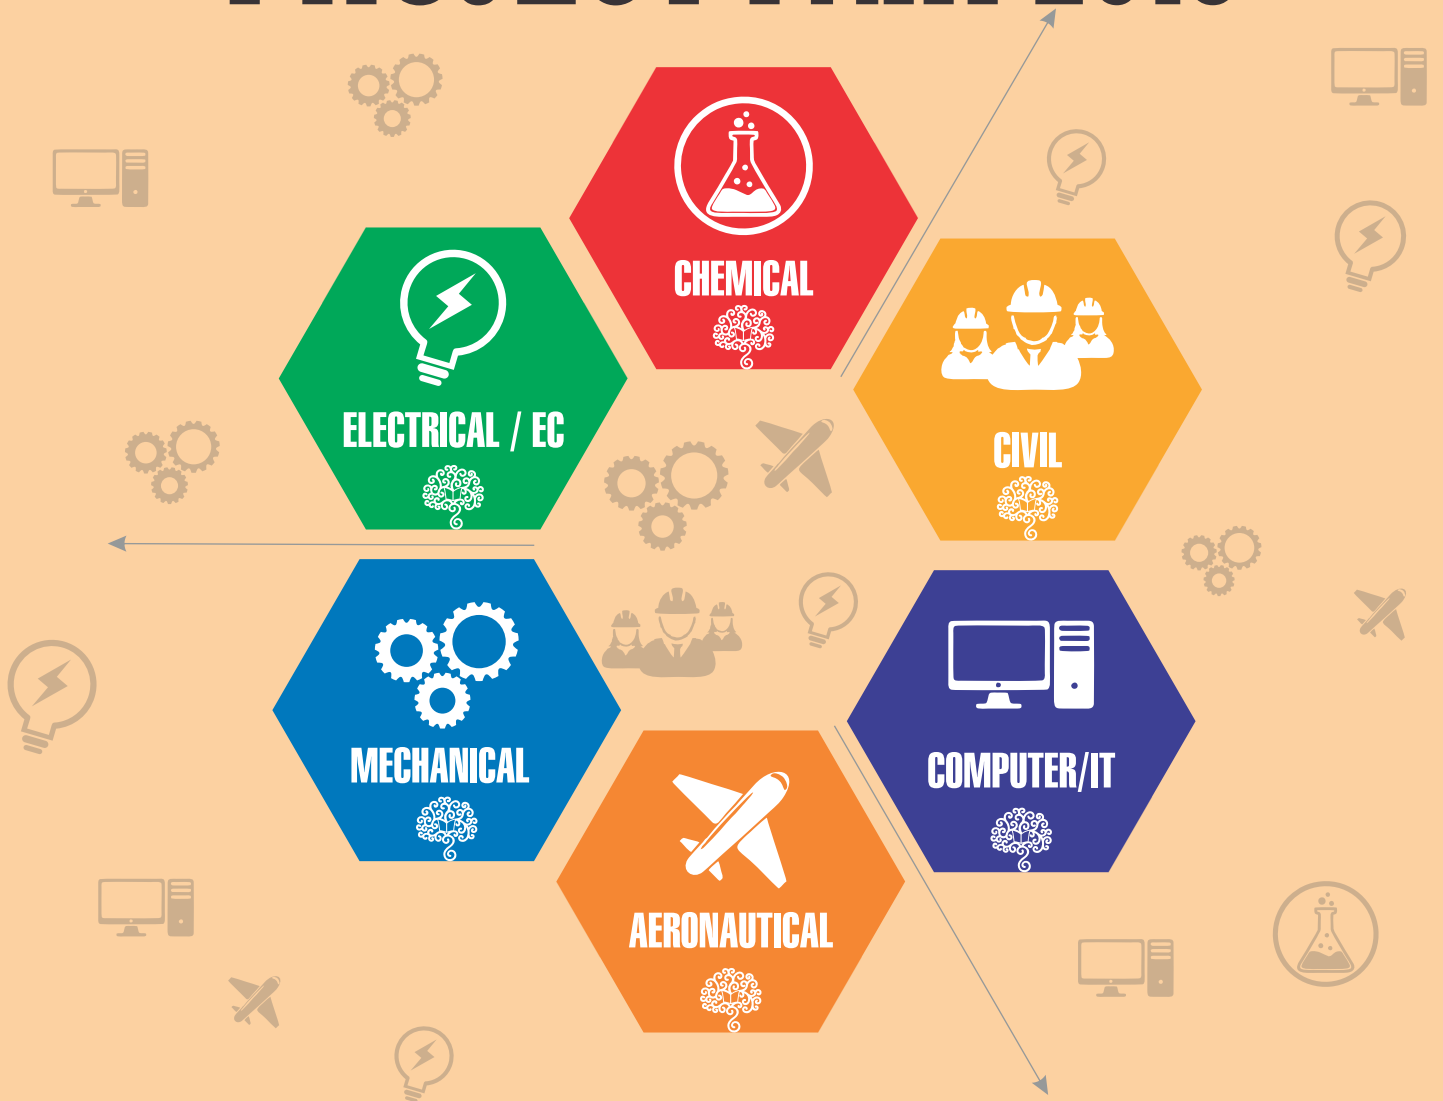 CHEMICAL
ELECTRICAL / EC
CIVIL
MECHANICAL
COMPUTER/IT
AERONAUTICAL